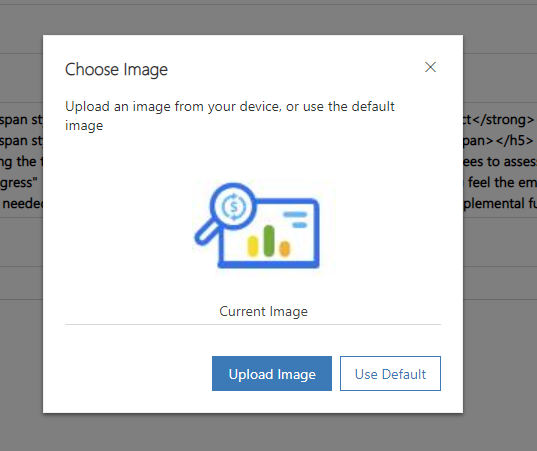 Choose Image
Upload an image from your device, or use the default
image
span st
ct</strong>
span st
pan></h5>
ng the t
ees to assess
gress"
feel the em
needed
plemental fu
$
Current Image
Upload Image
Use Default